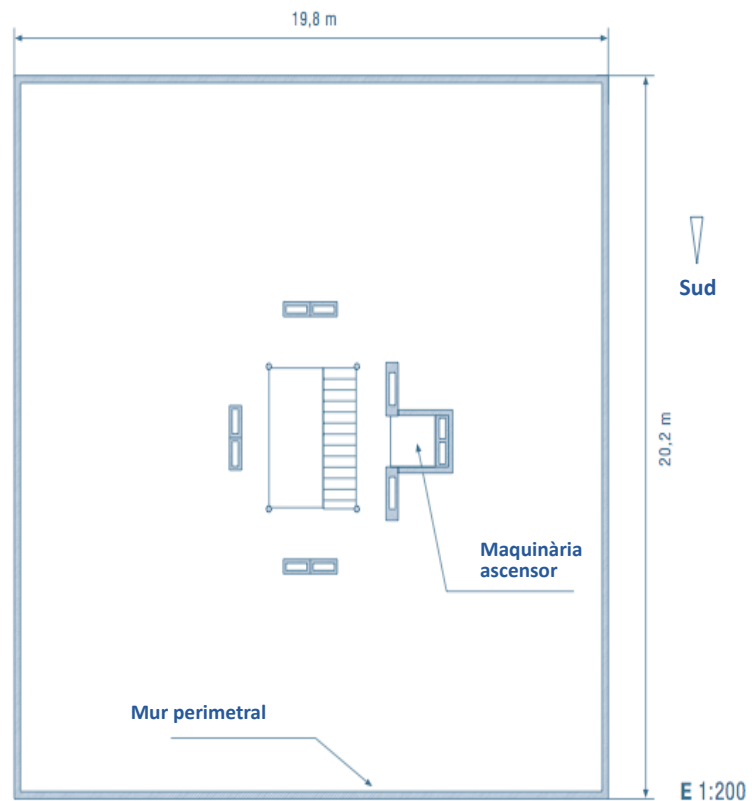 19,8 m
Sud
20,2 m
Maquinària
ascensor
Mur perimetral
E 1:200